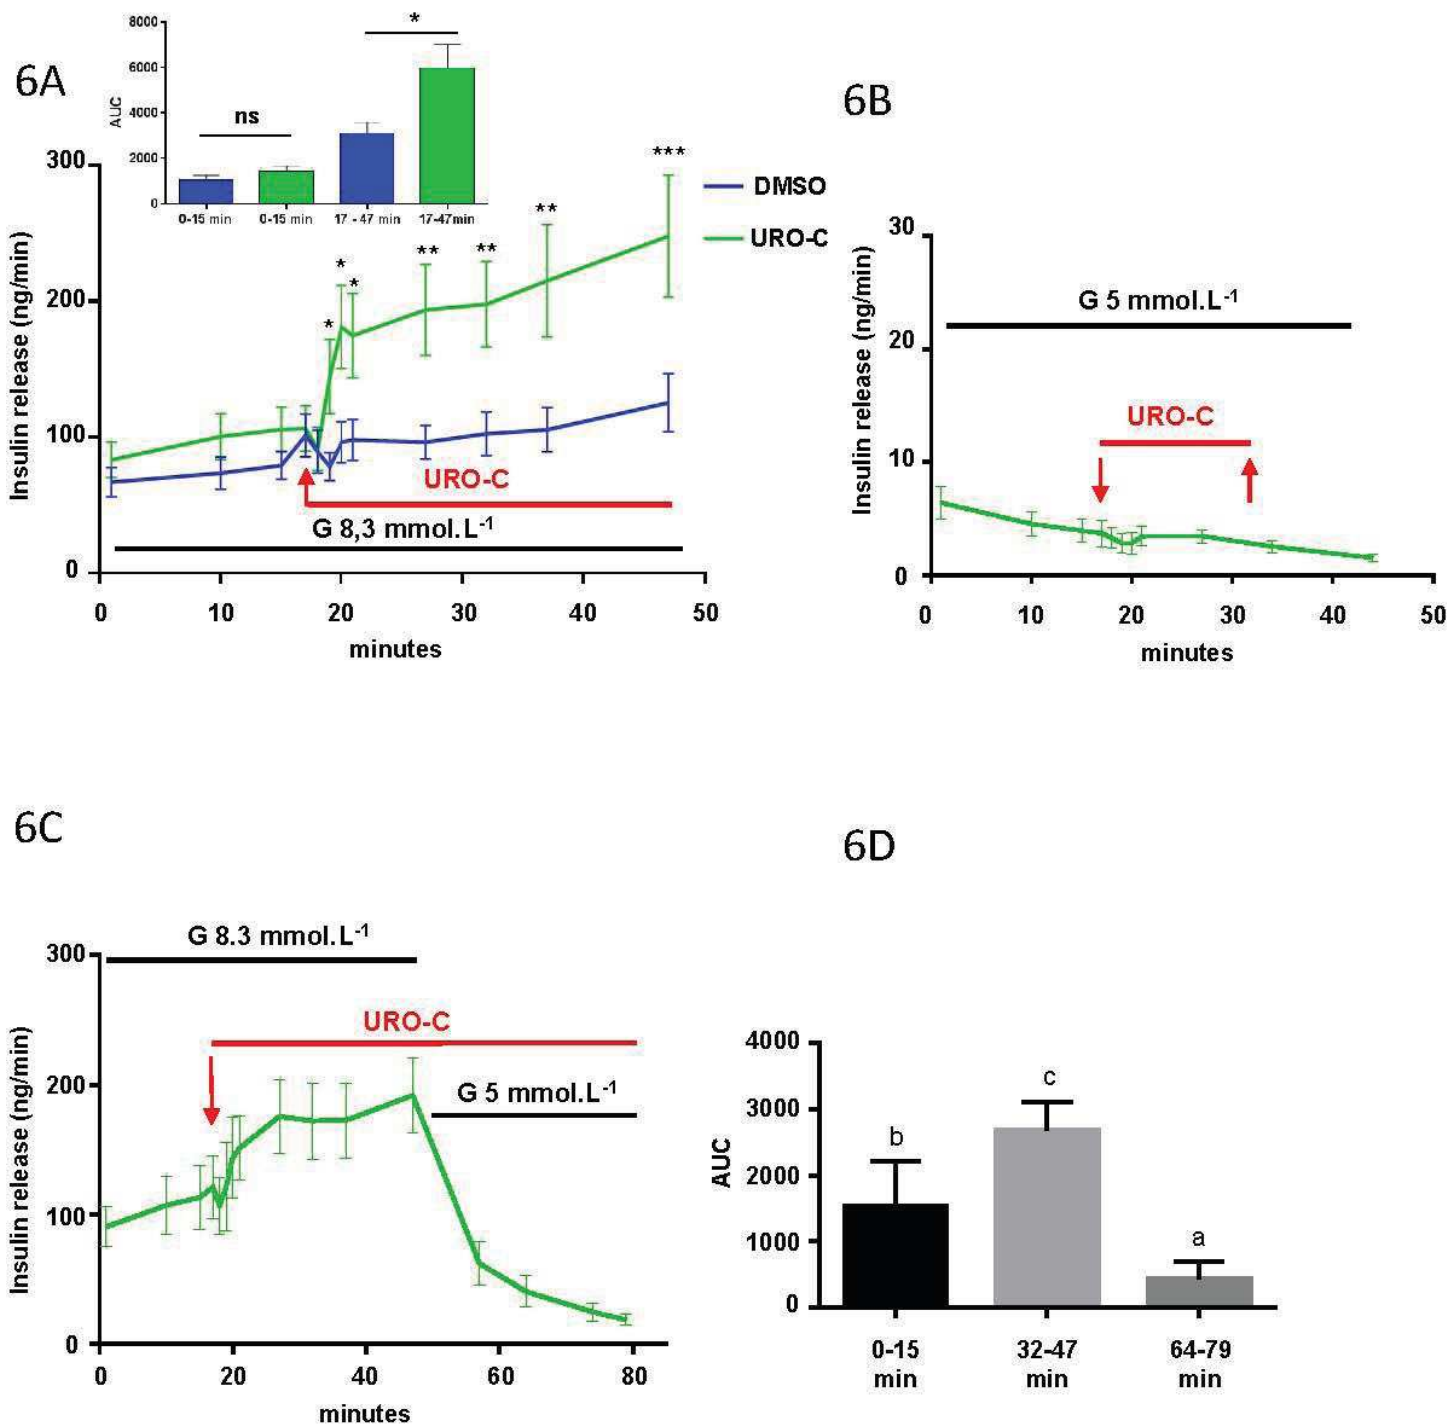 6A
8000
6000
4000
2000
0
AUC
ns
*
0-15 min
0-15 min
17 - 47 min
17-47min
300
200
100
0
Insulin release (ng/min)
*
*
*
**
**
**
***
DMSO
URO-C
URO-C
G 8,3 mmol.L-1
0
10
20
30
40
50
minutes
6B
30
20
10
0
Insulin release (ng/min)
G 5 mmol.L-1
URO-C
0
10
20
30
40
50
minutes
6C
300
200
100
0
Insulin release (ng/min)
G 8.3 mmol.L-1
URO-C
G 5 mmol.L-1
0
20
40
60
80
minutes
6D
4000
3000
2000
1000
0
AUC
b
c
a
0-15
min
32-47
min
64-79
min